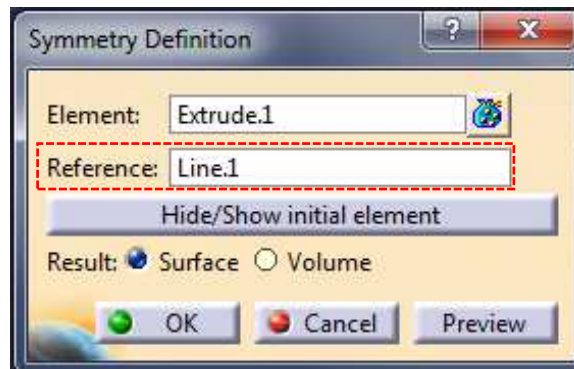 Symmetry Definition ? X
Element: Extrude.1
Reference: Line.1
Hide/Show initial element
Result: Surface Volume
OK Cancel Preview